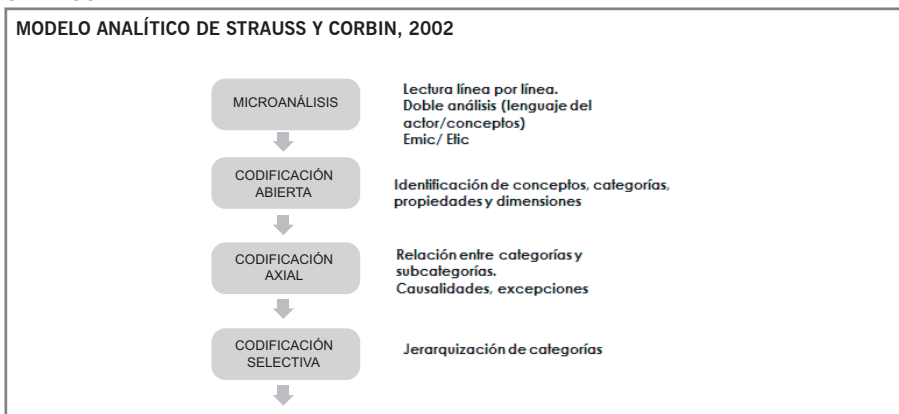 MODELO ANALÍTICO DE STRAUSS Y CORBIN, 2002
MICROANÁLISIS
Lectura línea por línea.
Doble análisis (lenguaje del
actor/conceptos)
Emic/ Etic
CODIFICACIÓN
ABIERTA
Identificación de conceptos, categorías,
propiedades y dimensiones
CODIFICACIÓN
AXIAL
Relación entre categorías y
subcategorías.
Causalidades, excepciones
CODIFICACIÓN
SELECTIVA
Jerarquización de categorías